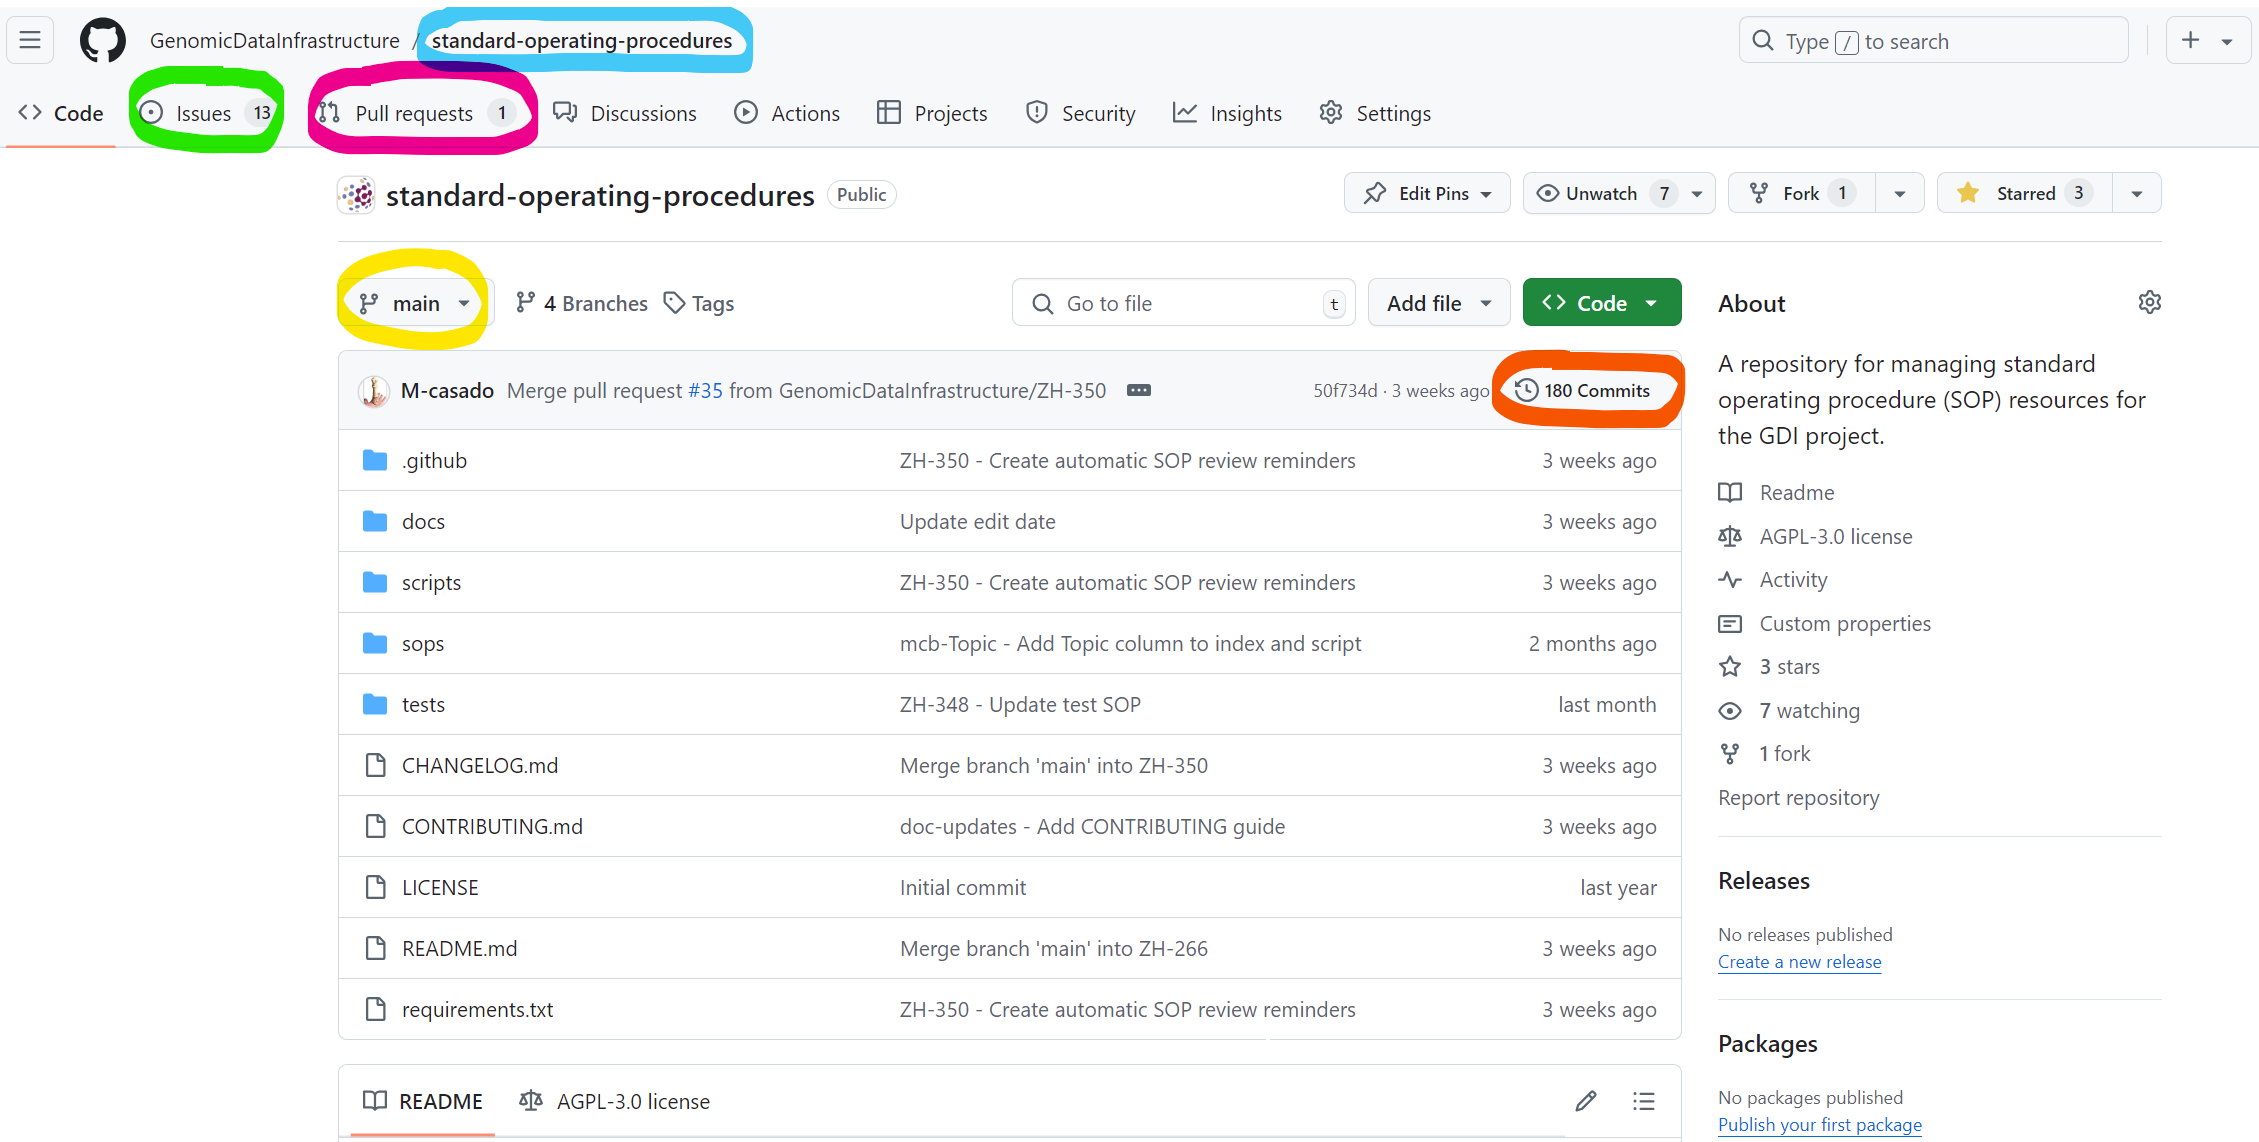 GenomicDataInfrastructure / standard-operating-procedures
Type / to search
Code Issues 13 Pull requests 1 Discussions Actions Projects Security Insights Settings
standard-operating-procedures Public
Edit Pins Unwatch 7 Fork 1 Starred 3
main 4 Branches Tags Go to file t Add file Code
M-casado Merge pull request #35 from GenomicDataInfrastructure/ZH-350 50f734d · 3 weeks ago 180 Commits
.github ZH-350 - Create automatic SOP review reminders 3 weeks ago
docs Update edit date 3 weeks ago
scripts ZH-350 - Create automatic SOP review reminders 3 weeks ago
sops mcb-Topic - Add Topic column to index and script 2 months ago
tests ZH-348 - Update test SOP last month
CHANGELOG.md Merge branch 'main' into ZH-350 3 weeks ago
CONTRIBUTING.md doc-updates - Add CONTRIBUTING guide 3 weeks ago
LICENSE Initial commit last year
README.md Merge branch 'main' into ZH-266 3 weeks ago
requirements.txt ZH-350 - Create automatic SOP review reminders 3 weeks ago
README AGPL-3.0 license
About
A repository for managing standard
operating procedure (SOP) resources for
the GDI project.
Readme
AGPL-3.0 license
Activity
Custom properties
3 stars
7 watching
1 fork
Report repository
Releases
No releases published
Create a new release
Packages
No packages published
Publish your first package